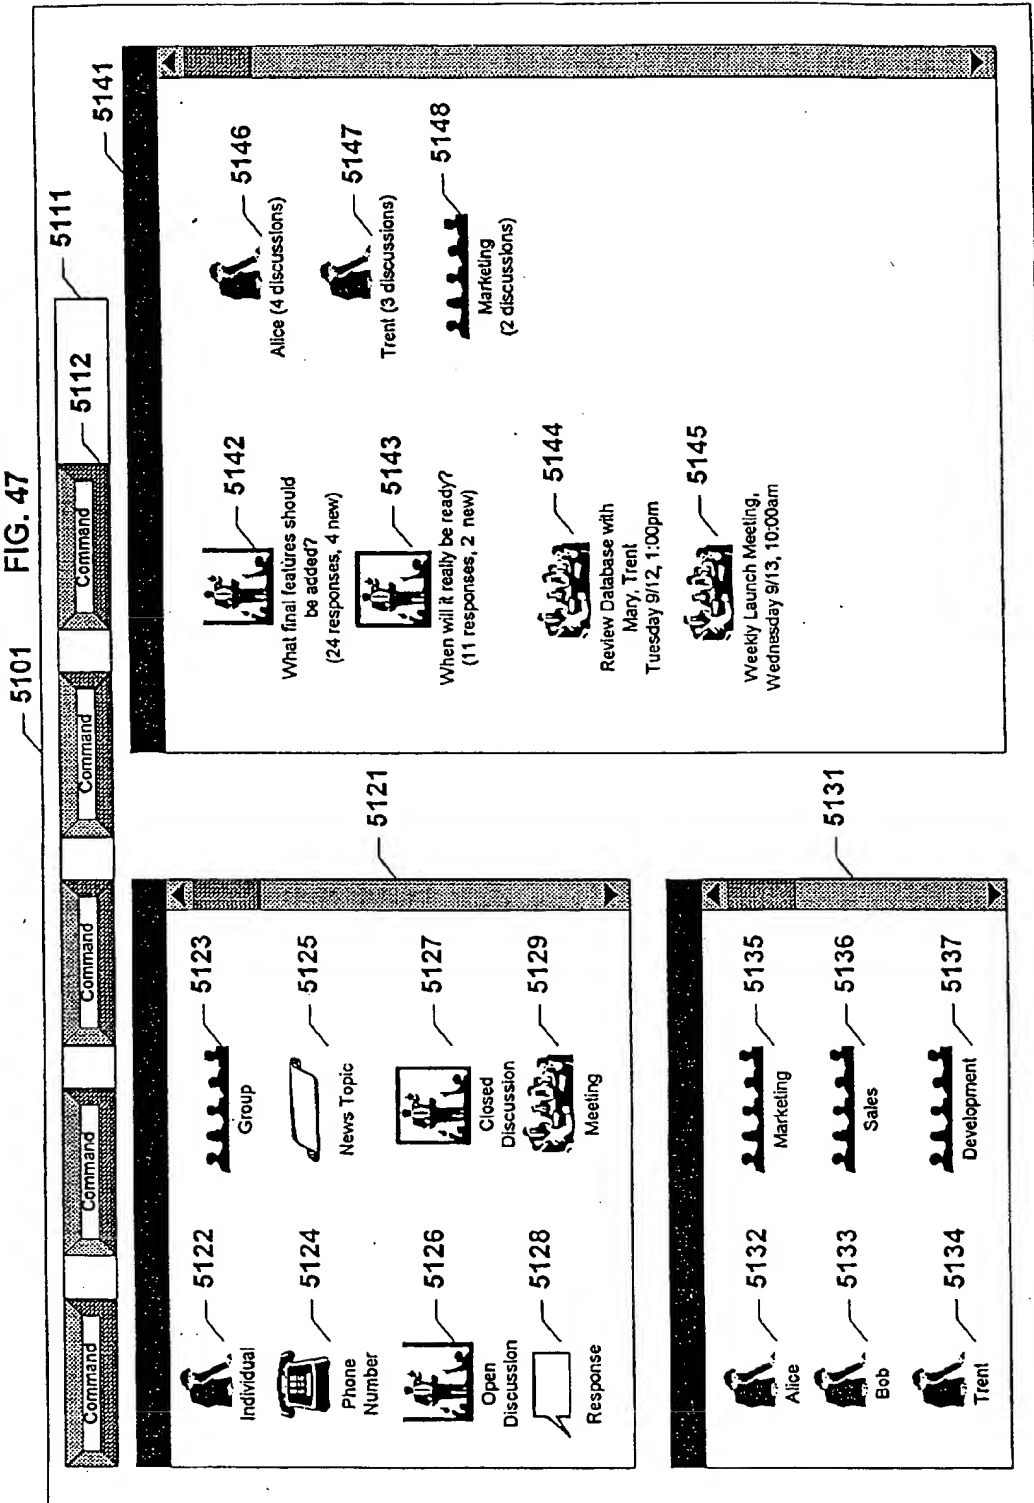 FIG. 47
5101
5111
5112
Command
Command
Command
Command
Command
5121
5122
Individual
5123
Group
5124
Phone
Number
5125
News Topic
5126
Open
Discussion
5127
Closed
Discussion
5128
Response
5129
Meeting
5131
5132
Alice
5135
Marketing
5133
Bob
5136
Sales
5134
Trent
5137
Development
5141
5142
What final features should
be added?
(24 responses, 4 new)
5143
When will it really be ready?
(11 responses, 2 new)
5144
Review Database with
Mary, Trent
Tuesday 9/12, 1:00pm
5145
Weekly Launch Meeting,
Wednesday 9/13, 10:00am
5146
Alice (4 discussions)
5147
Trent (3 discussions)
5148
Marketing
(2 discussions)